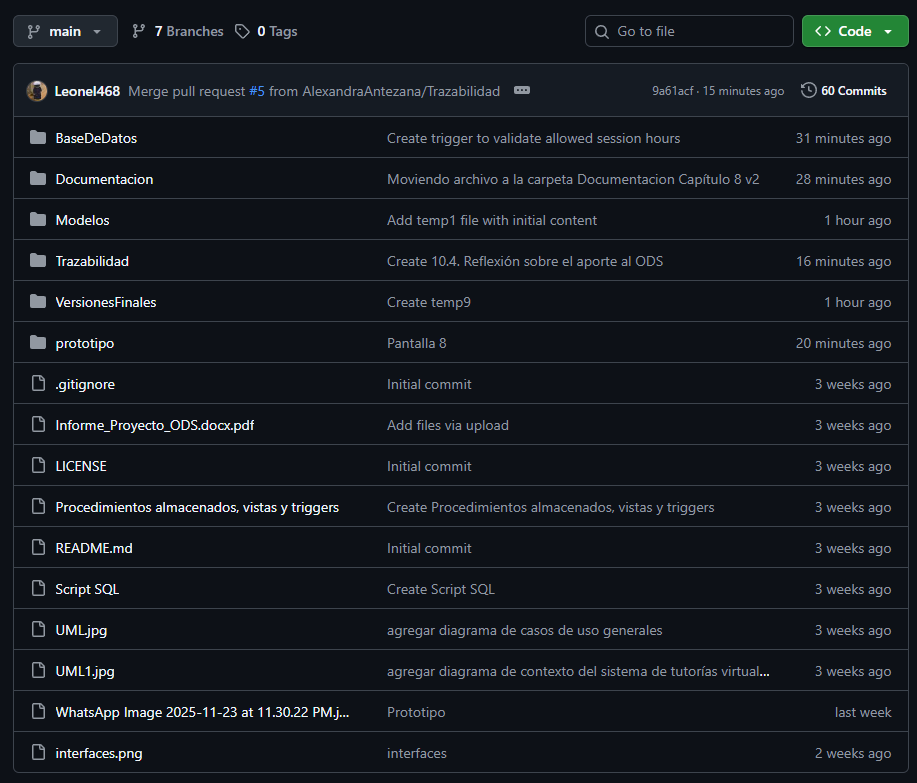 main 7 Branches 0 Tags Go to file Code
Leonel468 Merge pull request #5 from AlexandraAntezana/Trazabilidad 9a61acf · 15 minutes ago 60 Commits
BaseDeDatos Create trigger to validate allowed session hours 31 minutes ago
Documentacion Moviendo archivo a la carpeta Documentacion Capítulo 8 v2 28 minutes ago
Modelos Add temp1 file with initial content 1 hour ago
Trazabilidad Create 10.4. Reflexión sobre el aporte al ODS 16 minutes ago
VersionesFinales Create temp9 1 hour ago
prototipo Pantalla 8 20 minutes ago
.gitignore Initial commit 3 weeks ago
Informe_Proyecto_ODS.docx.pdf Add files via upload 3 weeks ago
LICENSE Initial commit 3 weeks ago
Procedimientos almacenados, vistas y triggers Create Procedimientos almacenados, vistas y triggers 3 weeks ago
README.md Initial commit 3 weeks ago
Script SQL Create Script SQL 3 weeks ago
UML.jpg agregar diagrama de casos de uso generales 3 weeks ago
UML1.jpg agregar diagrama de contexto del sistema de tutorías virtual... 3 weeks ago
WhatsApp Image 2025-11-23 at 11.30.22 PM.j... Prototipo last week
interfaces.png interfaces 2 weeks ago